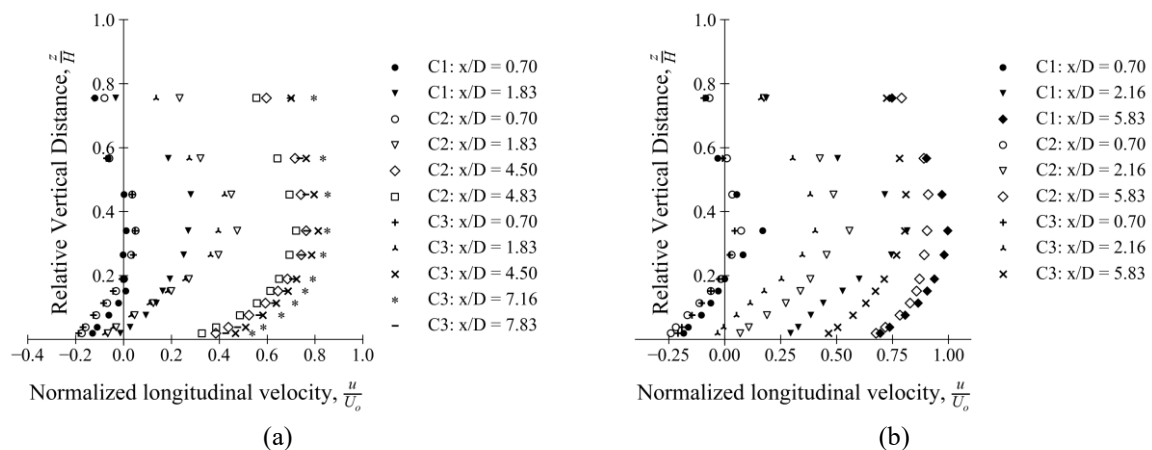 1.0
0.8
0.6
0.4
0.2
−0.4
−0.2
0.0
0.2
0.4
0.6
0.8
1.0
Relative Vertical Distance, z/H
Normalized longitudinal velocity, u/U_o
C1: x/D = 0.70
C1: x/D = 1.83
C2: x/D = 0.70
C2: x/D = 1.83
C2: x/D = 4.50
C2: x/D = 4.83
C3: x/D = 0.70
C3: x/D = 1.83
C3: x/D = 4.50
C3: x/D = 7.16
C3: x/D = 7.83
(a)
1.0
0.8
0.6
0.4
0.2
−0.25
0.00
0.25
0.50
0.75
1.00
Relative Vertical Distance, z/H
Normalized longitudinal velocity, u/U_o
C1: x/D = 0.70
C1: x/D = 2.16
C1: x/D = 5.83
C2: x/D = 0.70
C2: x/D = 2.16
C2: x/D = 5.83
C3: x/D = 0.70
C3: x/D = 2.16
C3: x/D = 5.83
(b)